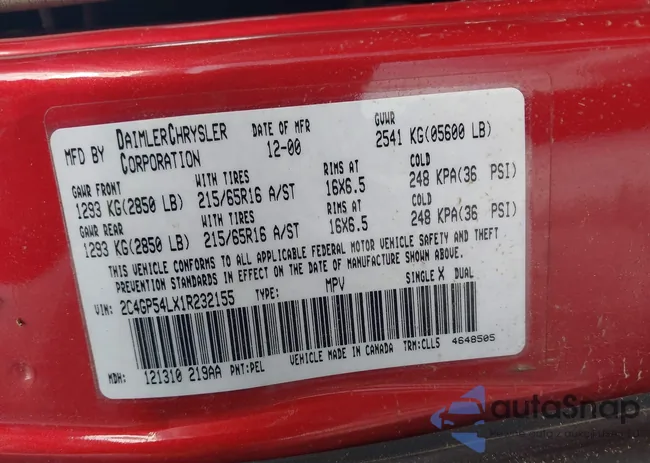 MFD BY DAIMLERCHRYSLER CORPORATION DATE OF MFR 12-00 GVWR 2541 KG(05600 LB)
GAWR FRONT WITH TIRES RIMS AT COLD
1293 KG(2850 LB) 215/65R16 A/ST 16X6.5 248 KPA(36 PSI)
GAWR REAR WITH TIRES RIMS AT COLD
1293 KG(2850 LB) 215/65R16 A/ST 16X6.5 248 KPA(36 PSI)
THIS VEHICLE CONFORMS TO ALL APPLICABLE FEDERAL MOTOR VEHICLE SAFETY AND THEFT
PREVENTION STANDARDS IN EFFECT ON THE DATE OF MANUFACTURE SHOWN ABOVE.
VIN: 2C4GP54LX1R232155 TYPE: MPV SINGLE X DUAL
MDH: 121310 219AA PNT:PEL VEHICLE MADE IN CANADA TRM:CLL5 4648505
autaSnap